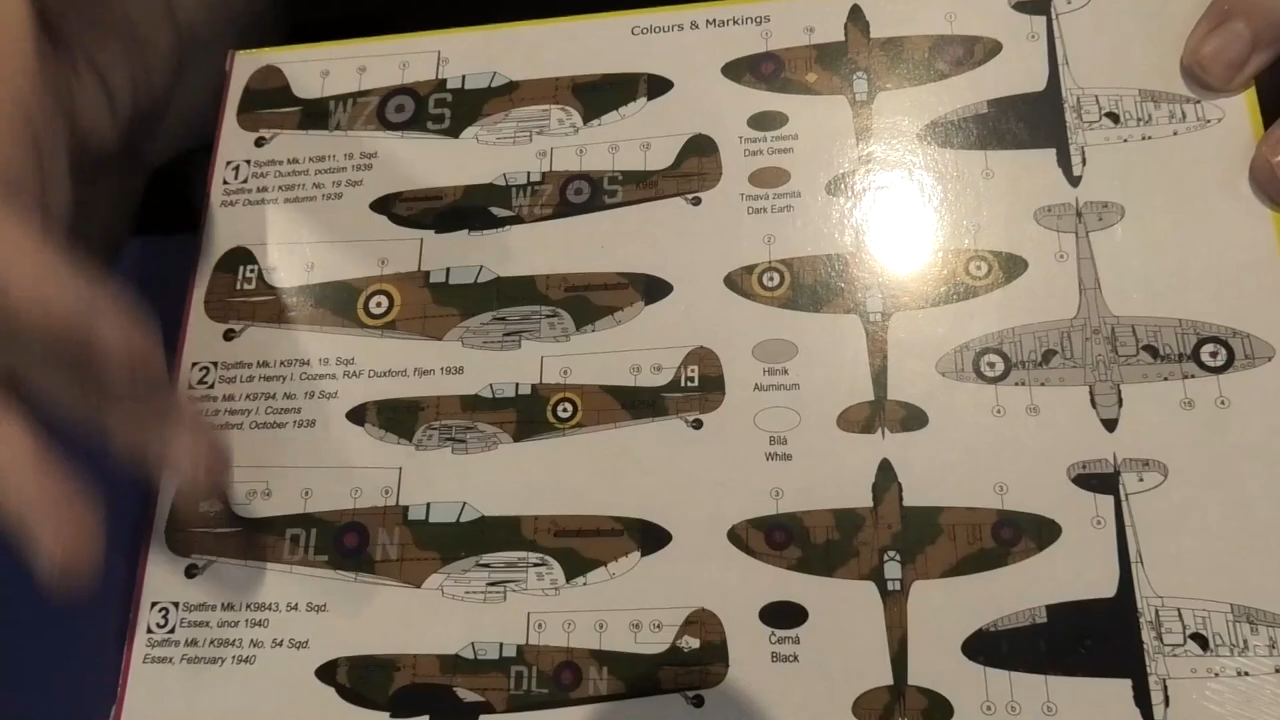 Colours & Markings
WZ S
1 Spitfire Mk.I K9811, 19. Sqd.
RAF Duxford, podzim 1939
Spitfire Mk.I K9811, No. 19 Sqd.
RAF Duxford, autumn 1939
WZ S
Tmavá zelená
Dark Green
Tmavá zemitá
Dark Earth
19
2 Spitfire Mk.I K9794, 19. Sqd.
Sqd Ldr Henry I. Cozens, RAF Duxford, říjen 1938
Mk.I K9794, No. 19 Sqd.
Ldr Henry I. Cozens
October 1938
19
Hliník
Aluminum
Bílá
White
DL N
3 Spitfire Mk.I K9843, 54. Sqd.
Essex, únor 1940
Spitfire Mk.I K9843, No. 54 Sqd.
Essex, February 1940
DL N
Černá
Black